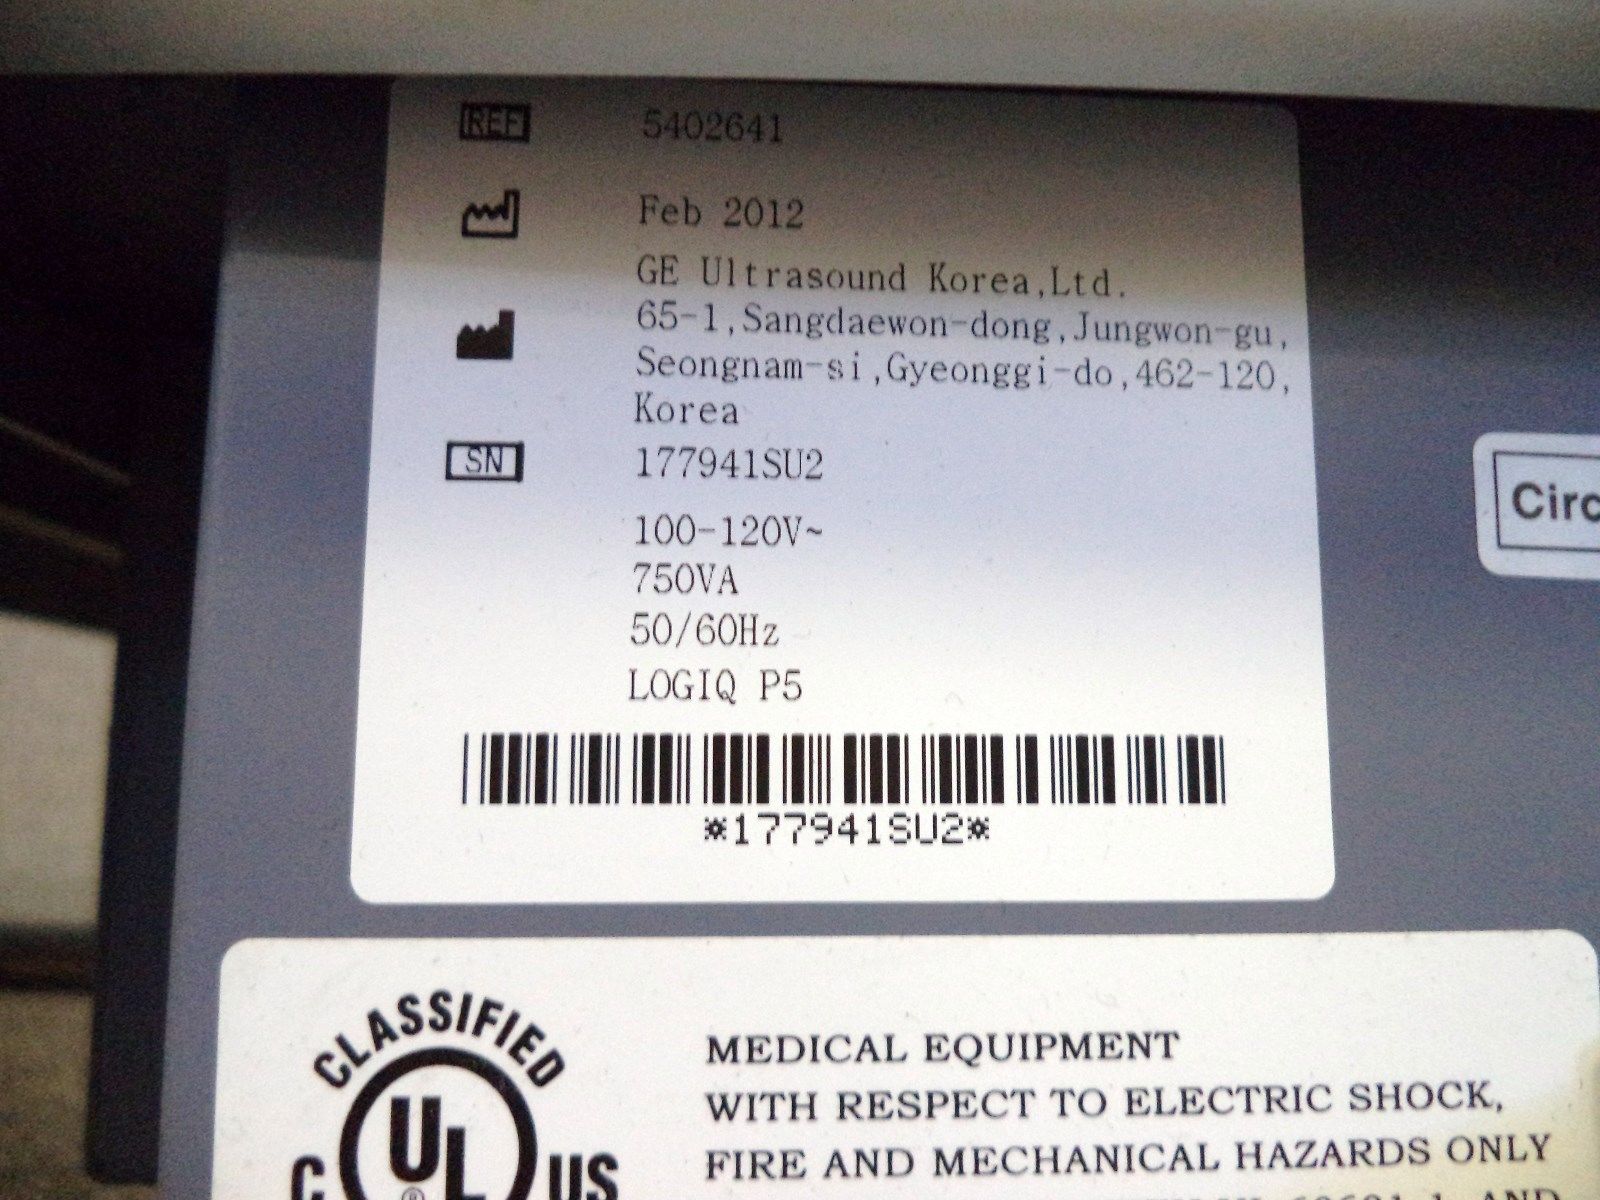 REF 5402641
Feb 2012
GE Ultrasound Korea,Ltd.
65-1,Sangdaewon-dong,Jungwon-gu,
Seongnam-si,Gyeonggi-do,462-120,
Korea
SN 177941SU2
100-120V~
750VA
50/60Hz
LOGIQ P5
*177941SU2*
Circ
CLASSIFIED
C UL® US
MEDICAL EQUIPMENT
WITH RESPECT TO ELECTRIC SHOCK,
FIRE AND MECHANICAL HAZARDS ONLY
AND